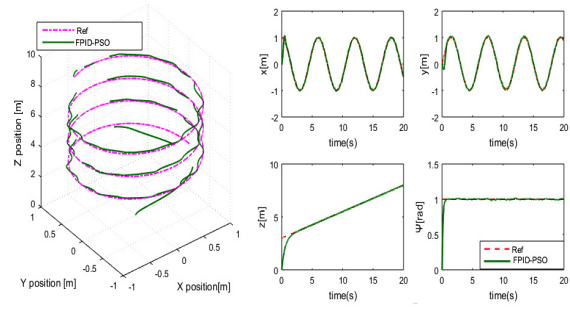 Ref
FPID-PSO
Z position [m]
10
8
6
4
2
0
1
0.5
0
-0.5
-1
Y position [m]
-1
-0.5
0
0.5
1
X position[m]
2
1
0
-1
-2
x[m]
0 5 10 15 20
time(s)
2
1
0
-1
-2
y[m]
0 5 10 15 20
time(s)
10
5
0
z[m]
0 5 10 15 20
time(s)
1.5
1
0.5
0
Ψ[rad]
0 5 10 15 20
time(s)
Ref
FPID-PSO